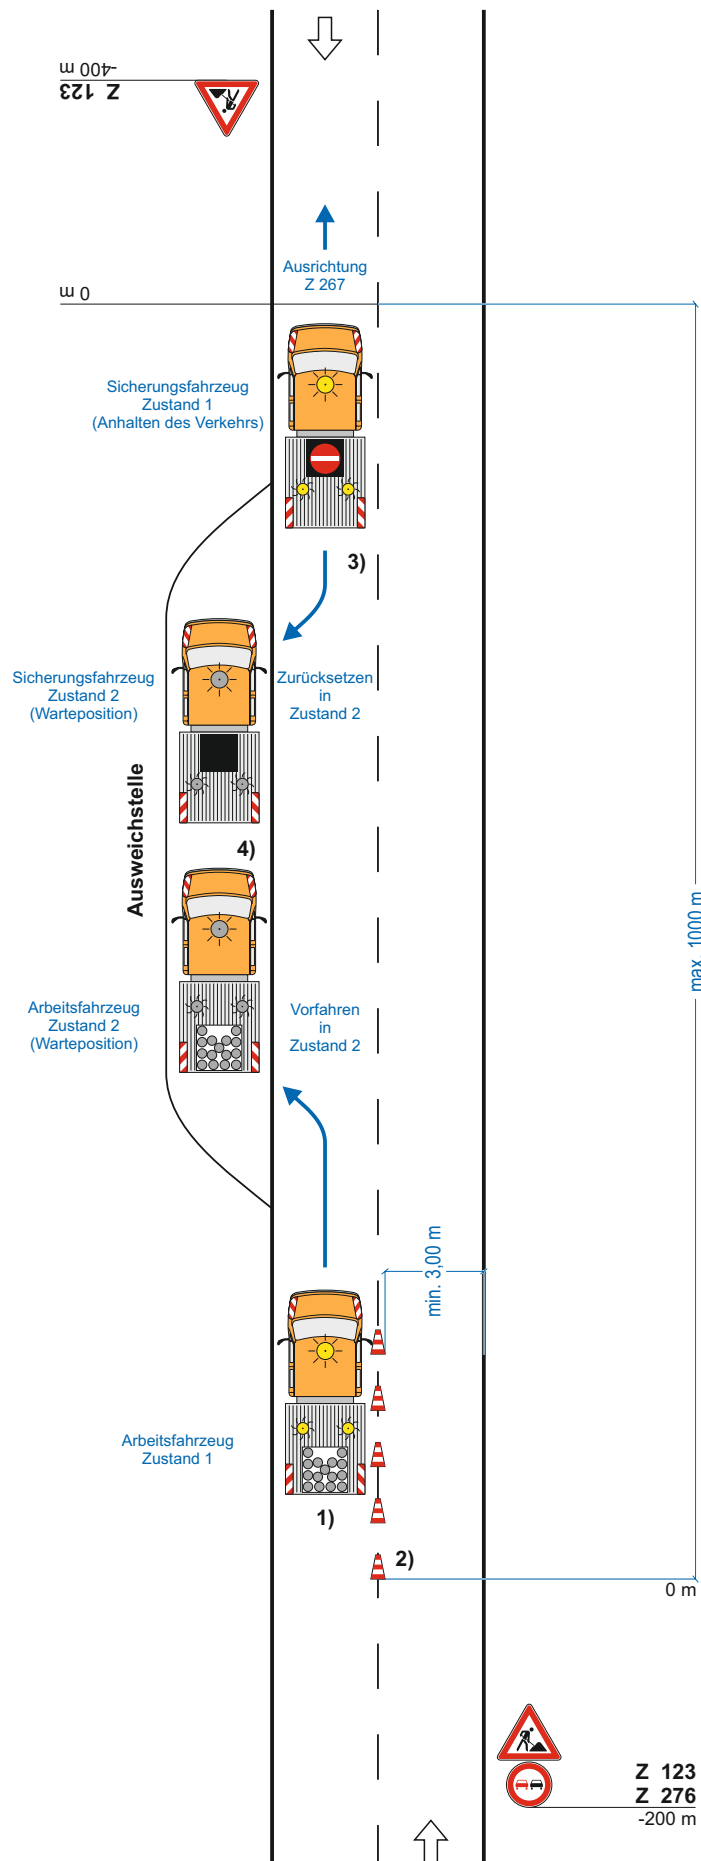 -400 m
Z 123
Ausrichtung
Z 267
0 m
Sicherungsfahrzeug
Zustand 1
(Anhalten des Verkehrs)
3)
Sicherungsfahrzeug
Zustand 2
(Warteposition)
Zurücksetzen
in
Zustand 2
Ausweichstelle
4)
max. 1000 m
Arbeitsfahrzeug
Zustand 2
(Warteposition)
Vorfahren
in
Zustand 2
min. 3,00 m
Arbeitsfahrzeug
Zustand 1
1)
2)
0 m
Z 123
Z 276
-200 m